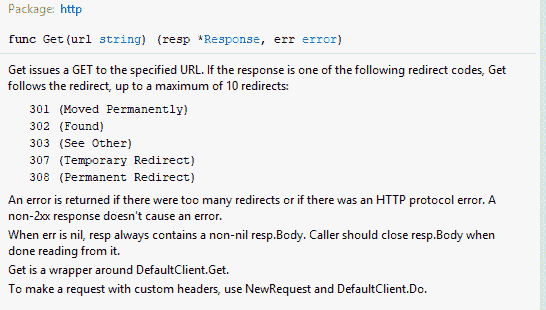 Package: http
func Get(url string) (resp *Response, err error)
Get issues a GET to the specified URL. If the response is one of the following redirect codes, Get
follows the redirect, up to a maximum of 10 redirects:
301 (Moved Permanently)
302 (Found)
303 (See Other)
307 (Temporary Redirect)
308 (Permanent Redirect)
An error is returned if there were too many redirects or if there was an HTTP protocol error. A
non-2xx response doesn't cause an error.
When err is nil, resp always contains a non-nil resp.Body. Caller should close resp.Body when
done reading from it.
Get is a wrapper around DefaultClient.Get.
To make a request with custom headers, use NewRequest and DefaultClient.Do.